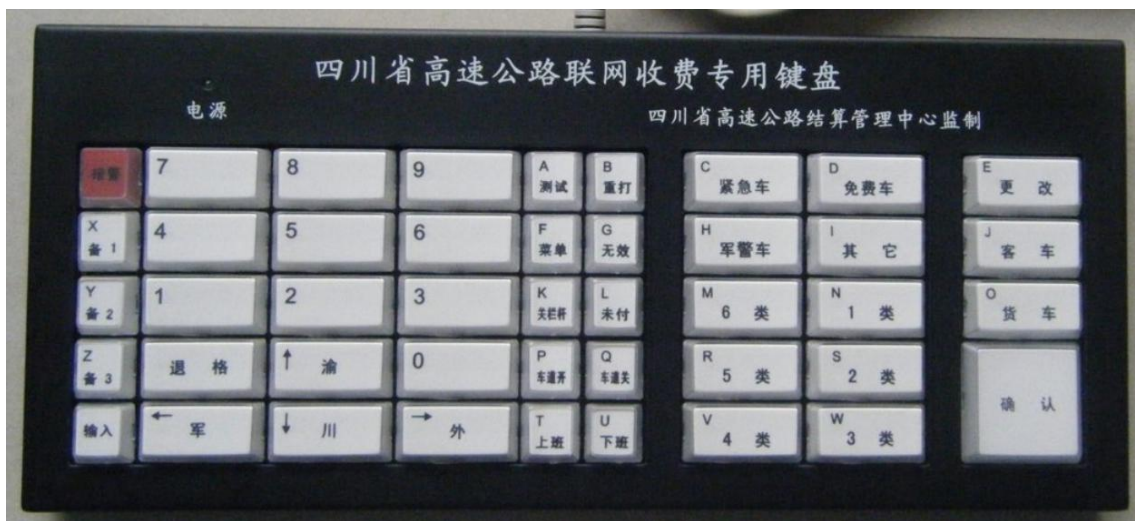 四川省高速公路联网收费专用键盘
电源
四川省高速公路结算管理中心监制
报警 7 8 9 A 测试 B 重打 C 紧急车 D 免费车 E 更 改
X 备 1 4 5 6 F 菜单 G 无效 H 军警车 I 其 它 J 客 车
Y 备 2 1 2 3 K 关栏杆 L 未付 M 6 类 N 1 类 O 货 车
Z 备 3 退 格 ↑ 渝 0 P 车道开 Q 车道关 R 5 类 S 2 类 确 认
输入 ← 军 ↓ 川 → 外 T 上班 U 下班 V 4 类 W 3 类